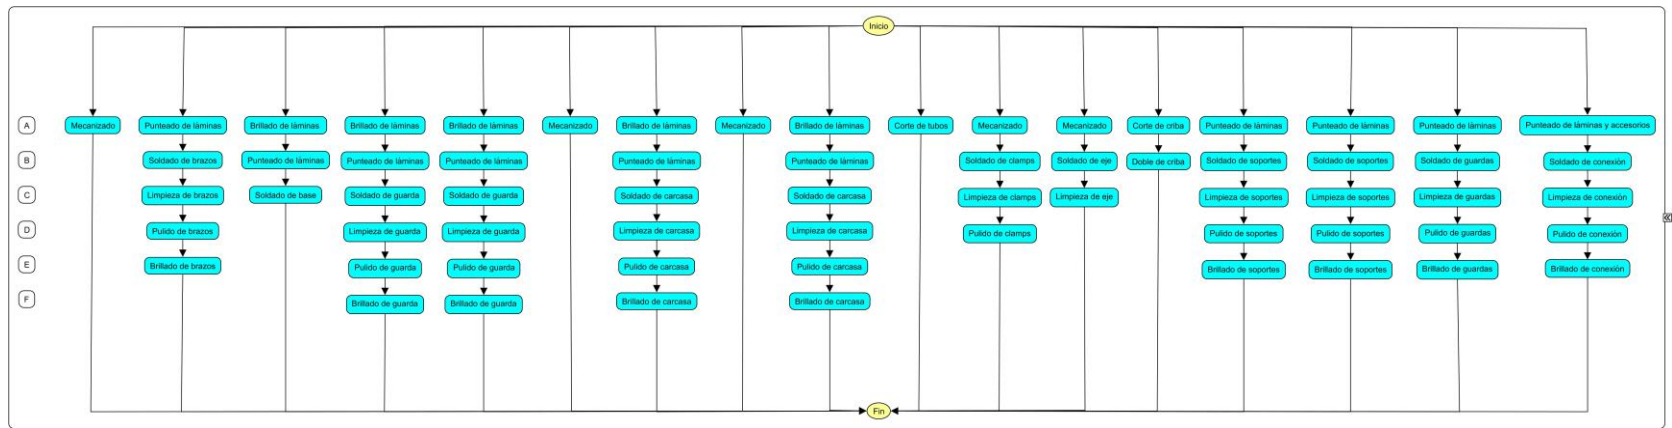 Inicio
A
Mecanizado
Punteado de láminas
Brillado de láminas
Brillado de láminas
Brillado de láminas
Mecanizado
Brillado de láminas
Mecanizado
Brillado de láminas
Corte de tubos
Mecanizado
Mecanizado
Corte de criba
Punteado de láminas
Punteado de láminas
Punteado de láminas
Punteado de láminas y accesorios
B
Soldado de brazos
Punteado de láminas
Punteado de láminas
Punteado de láminas
Punteado de láminas
Punteado de láminas
Soldado de clamps
Soldado de eje
Doble de criba
Soldado de soportes
Soldado de soportes
Soldado de guardas
Soldado de conexión
C
Limpieza de brazos
Soldado de base
Soldado de guarda
Soldado de guarda
Soldado de carcasa
Soldado de carcasa
Limpieza de clamps
Limpieza de eje
Limpieza de soportes
Limpieza de soportes
Limpieza de guardas
Limpieza de conexión
D
Pulido de brazos
Limpieza de guarda
Limpieza de guarda
Limpieza de carcasa
Limpieza de carcasa
Pulido de clamps
Pulido de soportes
Pulido de soportes
Pulido de guardas
Pulido de conexión
E
Brillado de brazos
Pulido de guarda
Pulido de guarda
Pulido de carcasa
Pulido de carcasa
Brillado de soportes
Brillado de soportes
Brillado de guardas
Brillado de conexión
F
Brillado de guarda
Brillado de guarda
Brillado de carcasa
Brillado de carcasa
Fin